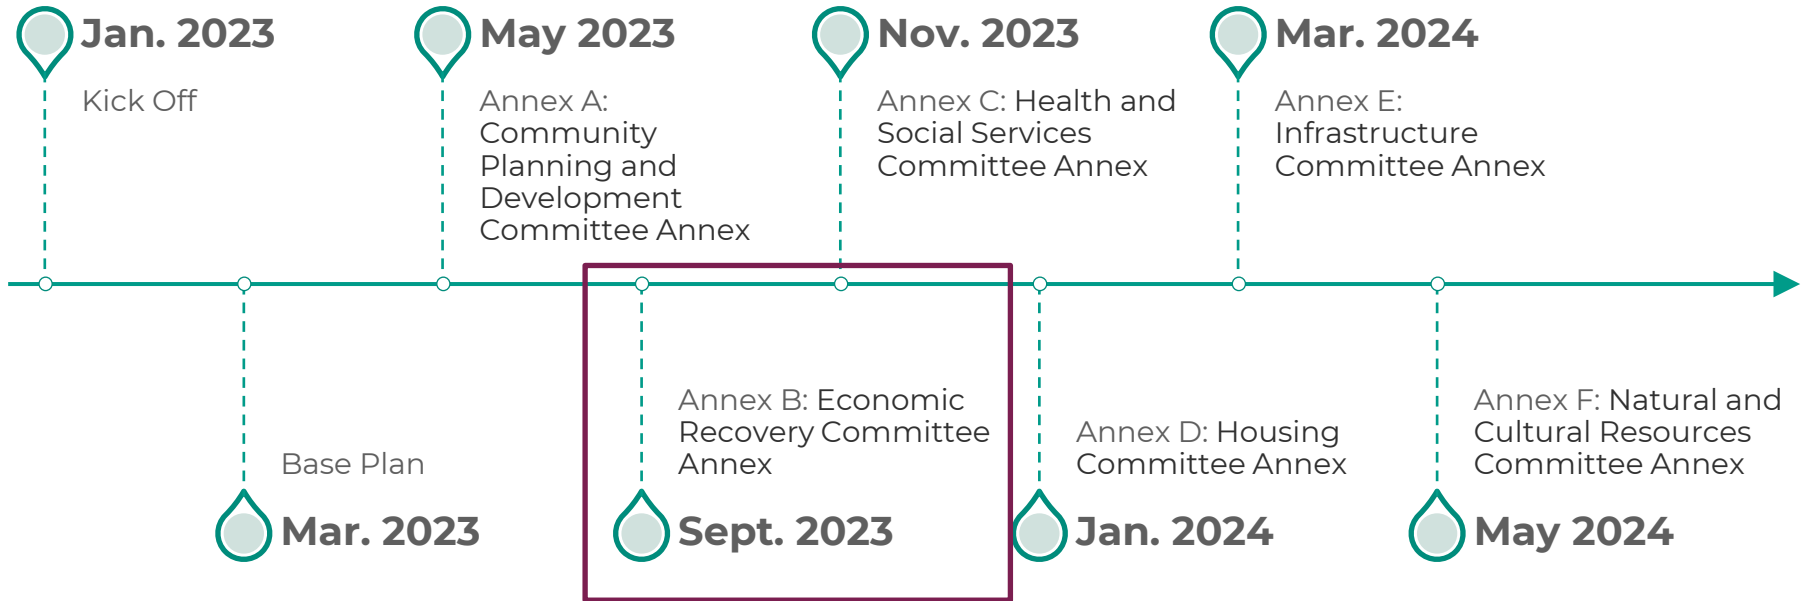 Jan. 2023
Kick Off
May 2023
Annex A:
Community
Planning and
Development
Committee Annex
Nov. 2023
Annex C: Health and
Social Services
Committee Annex
Mar. 2024
Annex E:
Infrastructure
Committee Annex
Base Plan
Mar. 2023
Annex B: Economic
Recovery Committee
Annex
Sept. 2023
Annex D: Housing
Committee Annex
Jan. 2024
Annex F: Natural and
Cultural Resources
Committee Annex
May 2024